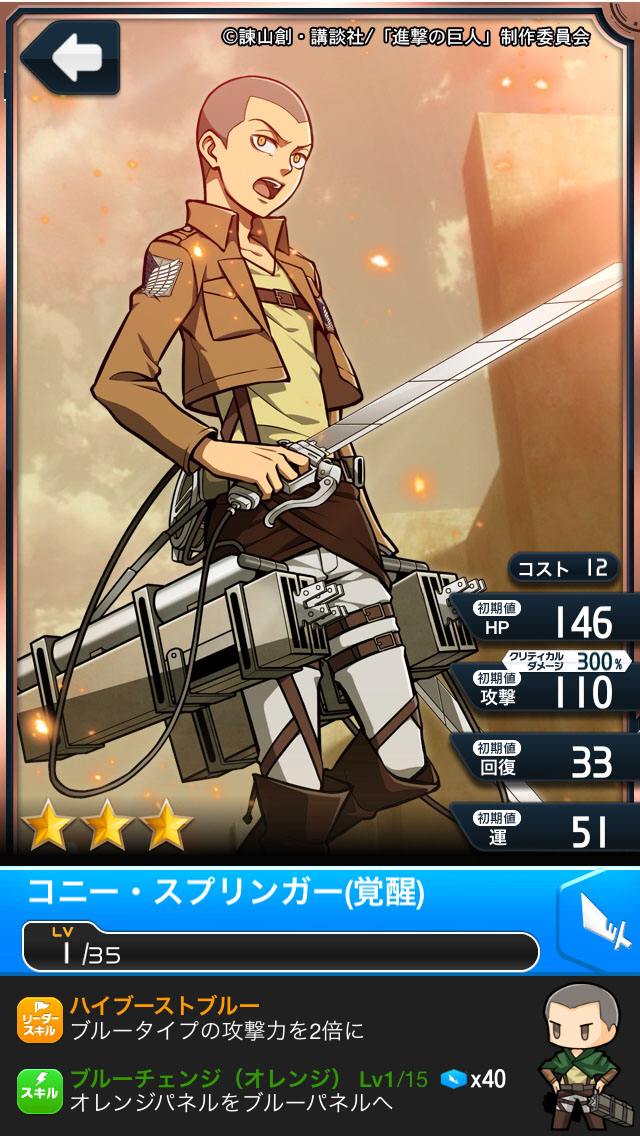 ©諫山創・講談社/「進撃の巨人」制作委員会
コスト 12
初期値
HP 146
クリティカル
ダメージ 300%
初期値
攻撃 110
初期値
回復 33
初期値
運 51
コニー・スプリンガー(覚醒)
LV
1/35
リーダー
スキル
ハイブーストブルー
ブルータイプの攻撃力を2倍に
スキル
ブルーチェンジ（オレンジ） Lv1/15 x40
オレンジパネルをブルーパネルへ